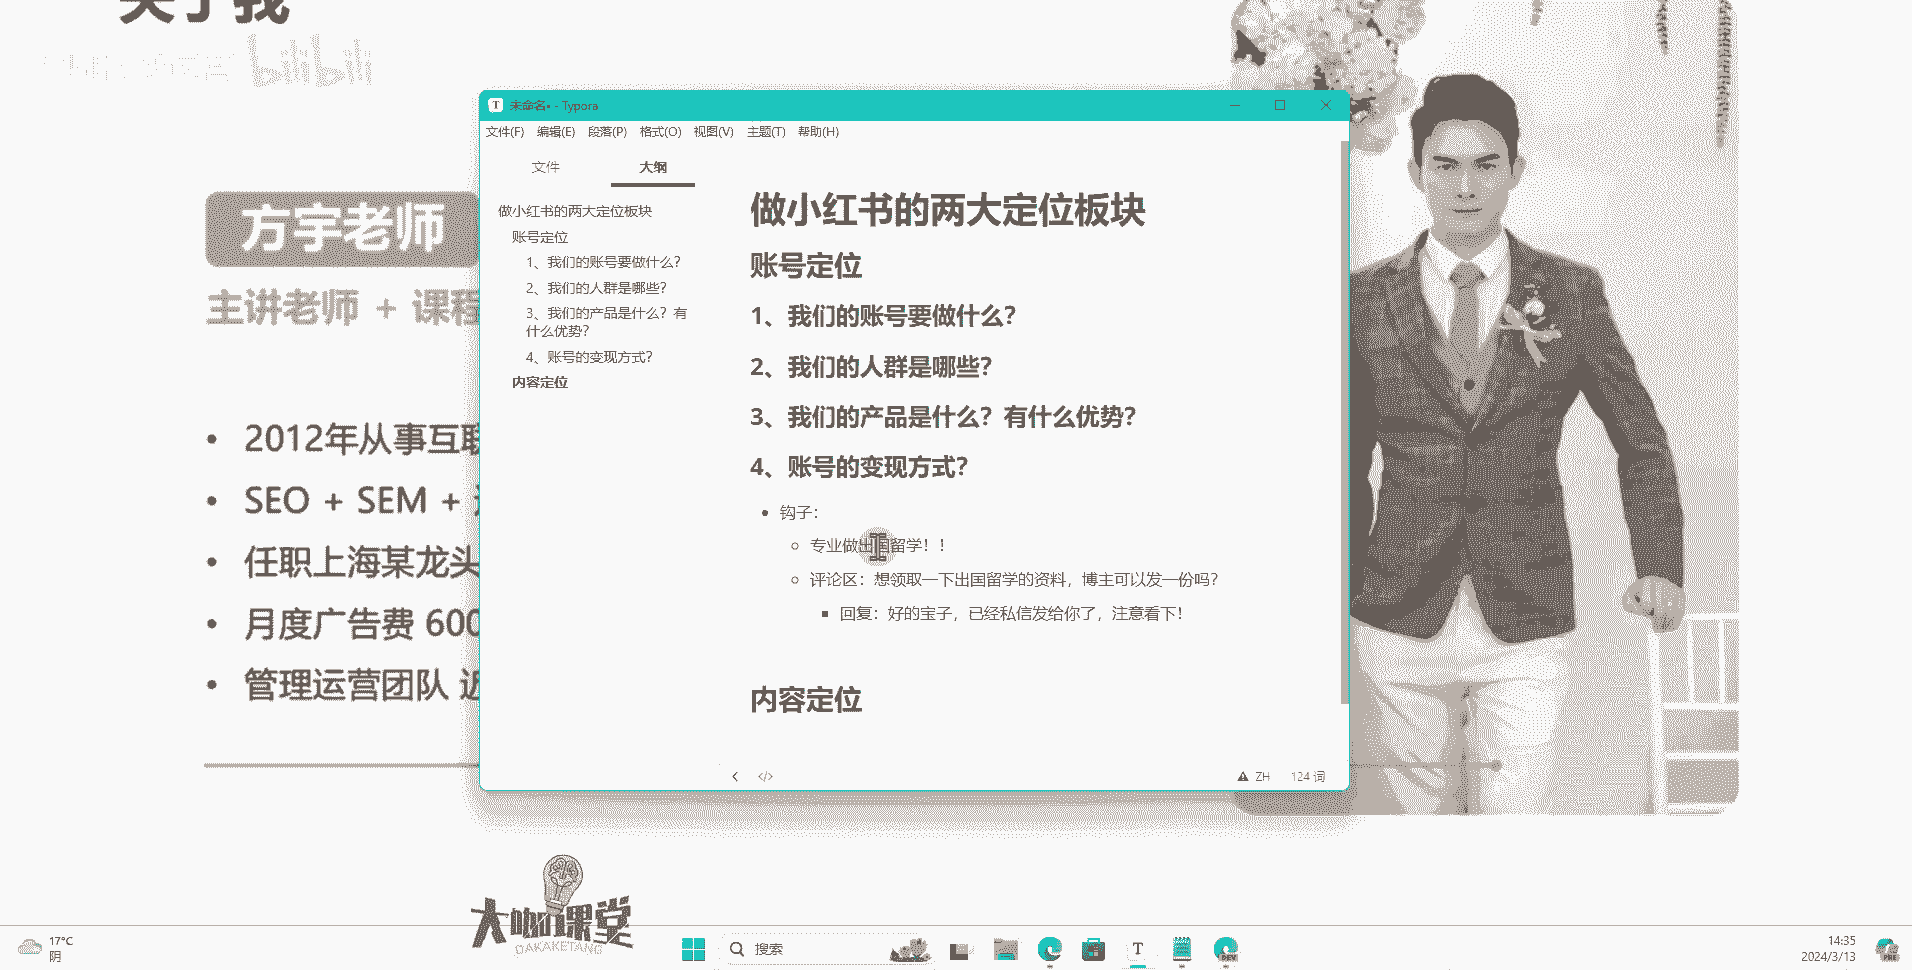 关于我
bilibili
方宇老师
主讲老师 + 课程
2012年从事互联
SEO + SEM +
任职上海某龙头
月度广告费 600
管理运营团队 近
未命名• - Typora
文件(F) 编辑(E) 段落(P) 格式(O) 视图(V) 主题(T) 帮助(H)
文件 大纲
做小红书的两大定位板块
账号定位
1、我们的账号要做什么？
2、我们的人群是哪些？
3、我们的产品是什么？有
什么优势？
4、账号的变现方式？
内容定位
做小红书的两大定位板块
账号定位
1、我们的账号要做什么？
2、我们的人群是哪些？
3、我们的产品是什么？有什么优势？
4、账号的变现方式？
钩子：
专业做出国留学！！
评论区：想领取一下出国留学的资料，博主可以发一份吗？
回复：好的宝子，已经私信发给你了，注意看下！
内容定位
ZH 124 词
大咖课堂
DAKAKETANG
17°C
阴
搜索
T
DEV
14:35
2024/3/13
PRE